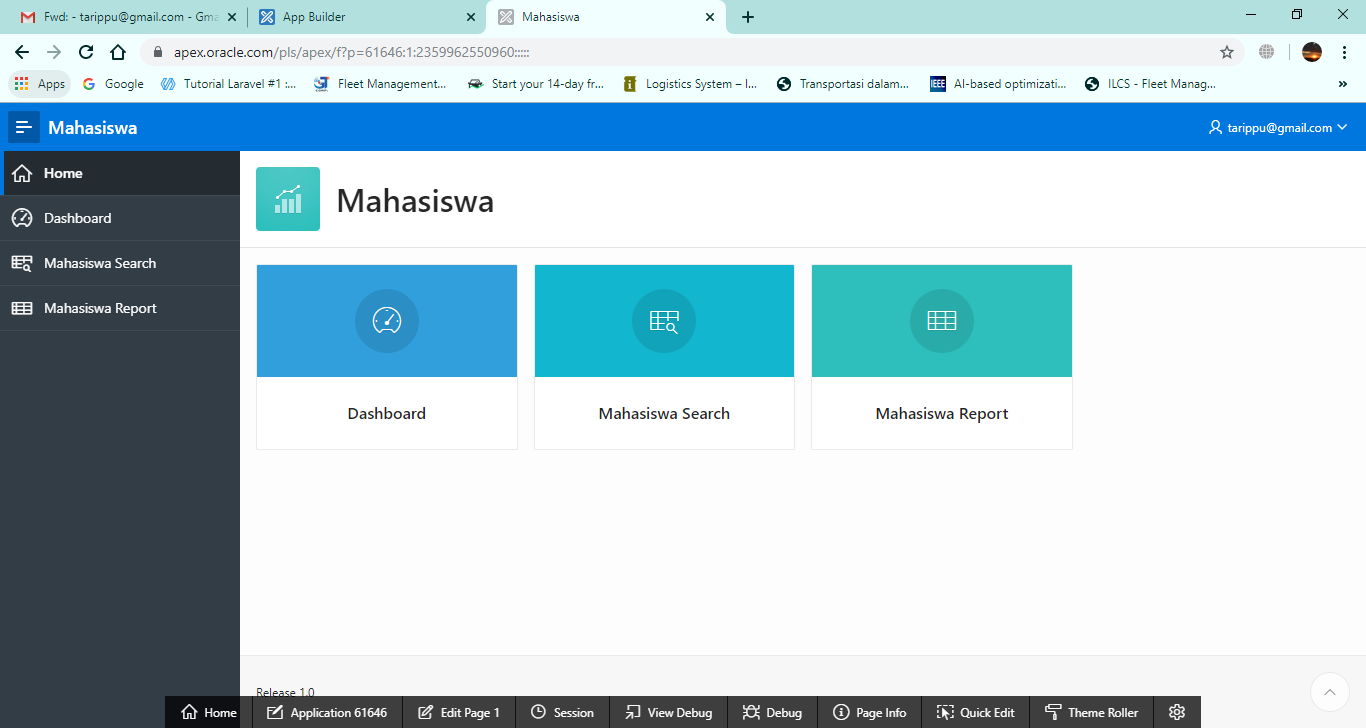 Fwd: - tarippu@gmail.com - Gma
App Builder
Mahasiswa
apex.oracle.com/pls/apex/f?p=61646:1:2359962550960:::::
Apps
Google
Tutorial Laravel #1 :...
Fleet Management...
Start your 14-day fr...
Logistics System – I...
Transportasi dalam...
IEEE
AI-based optimizati...
ILCS - Fleet Manag...
»
Mahasiswa
tarippu@gmail.com
Home
Dashboard
Mahasiswa Search
Mahasiswa Report
Mahasiswa
Dashboard
Mahasiswa Search
Mahasiswa Report
Release 1.0
Home
Application 61646
Edit Page 1
Session
View Debug
Debug
Page Info
Quick Edit
Theme Roller